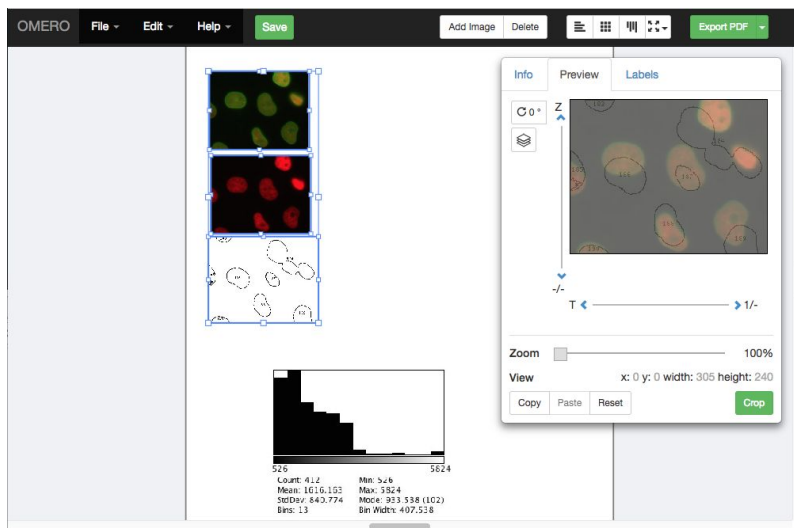 OMERO File Edit Help Save Add Image Delete Export PDF
Info Preview Labels
0°
Z
-/-
T 1/-
Zoom 100%
View x: 0 y: 0 width: 305 height: 240
Copy Paste Reset Crop
526 5824
Count: 412 Min: 526
Mean: 1616.163 Max: 5824
StdDev: 840.774 Mode: 933.538 (102)
Bins: 13 Bin Width: 407.538